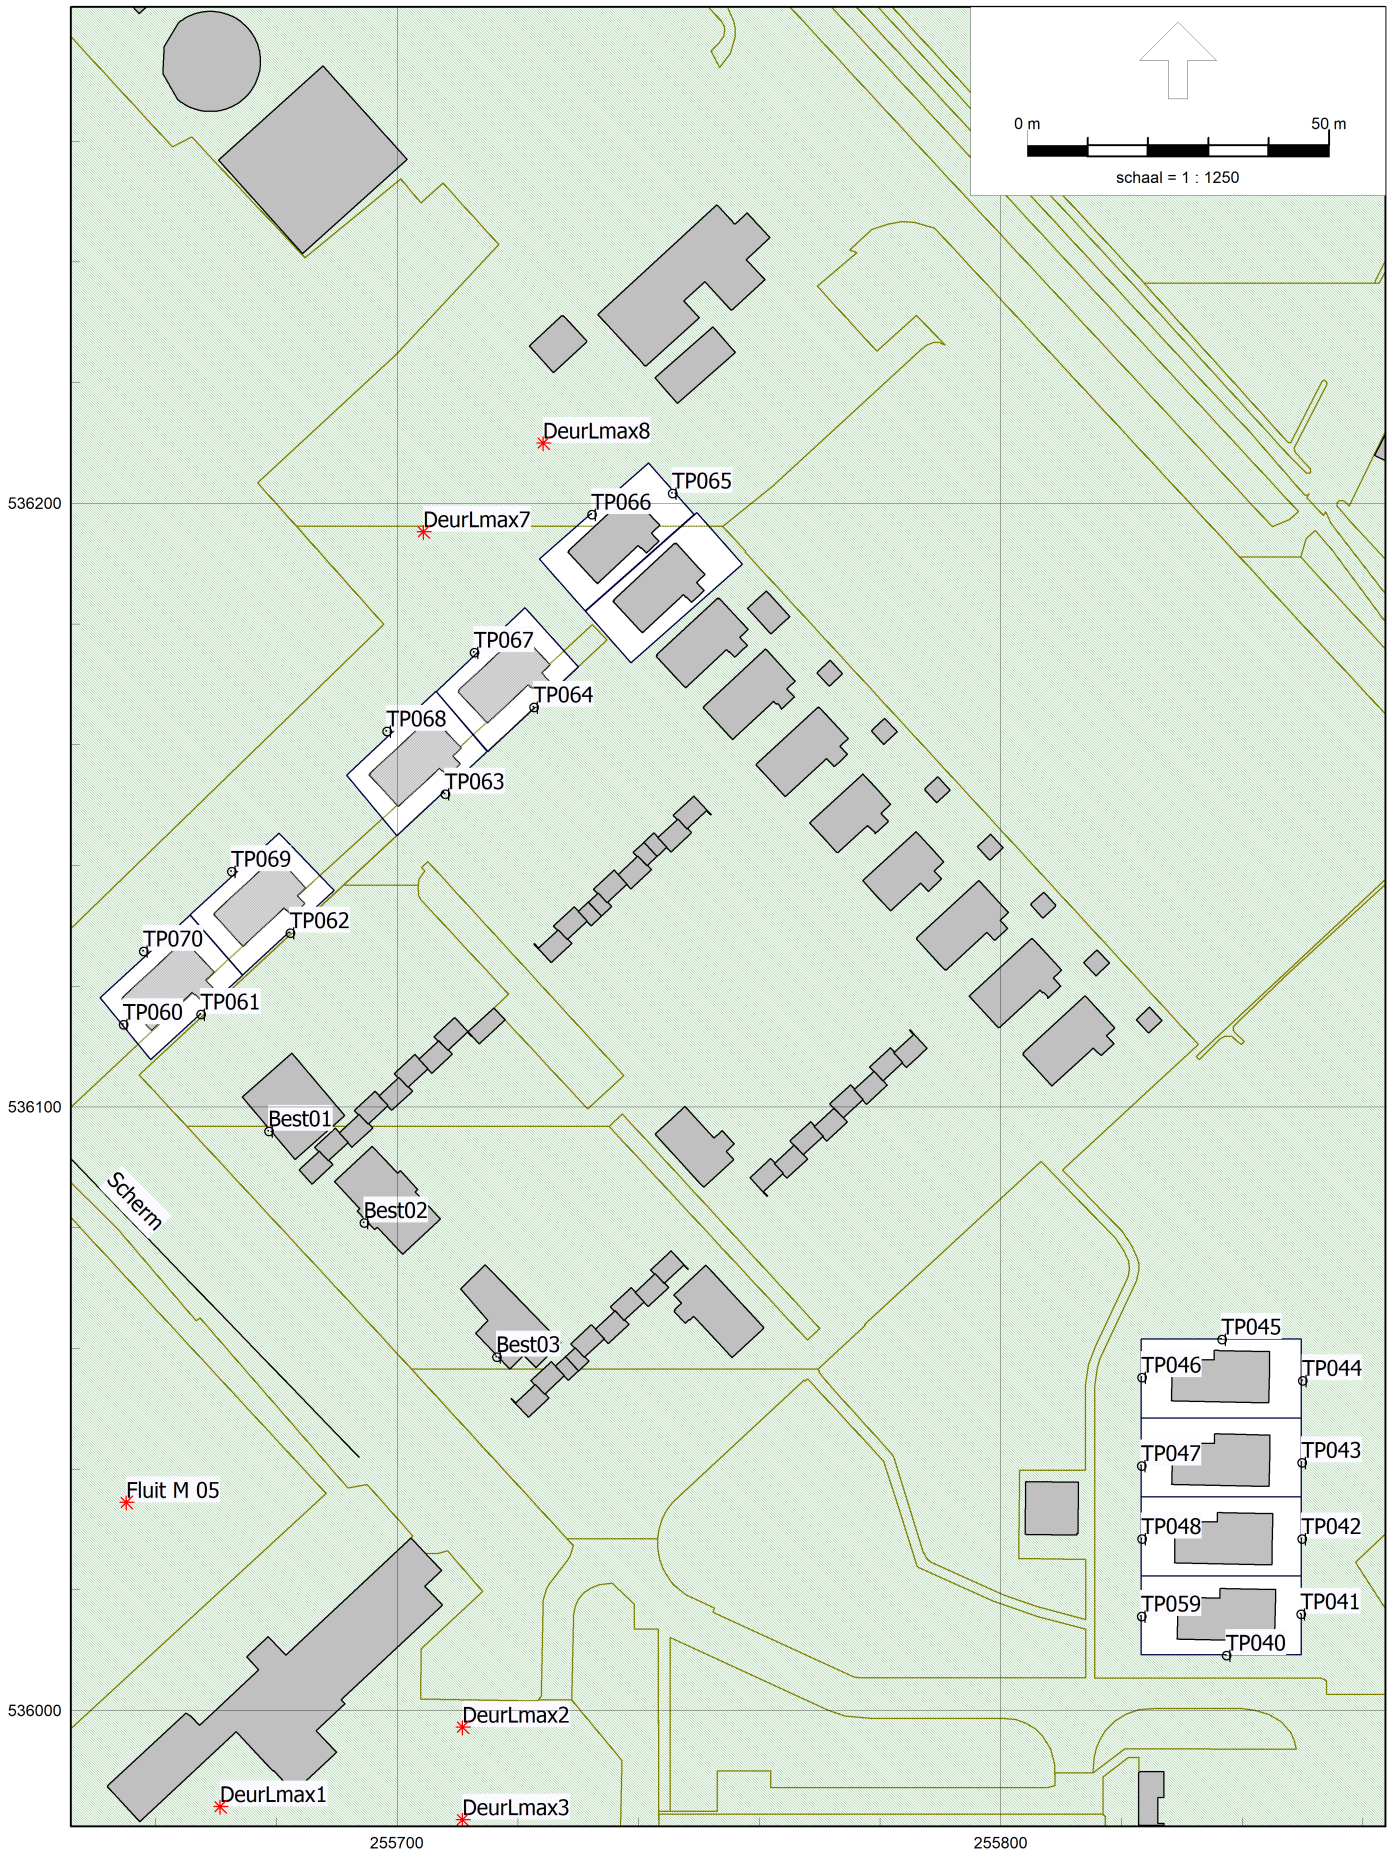 0 m
50 m
schaal = 1 : 1250
DeurLmax8
TP065
TP066
536200
DeurLmax7
TP067
TP064
TP068
TP063
TP069
TP062
TP070
TP061
TP060
536100
Best01
Scherm
Best02
TP045
Best03
TP046
TP044
TP047
TP043
Fluit M 05
TP048
TP042
TP059
TP041
TP040
536000
DeurLmax2
DeurLmax1
DeurLmax3
255700
255800